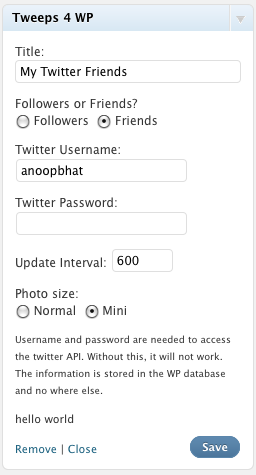 Tweeps 4 WP
Title:
My Twitter Friends
Followers or Friends?
Followers Friends
Twitter Username:
anoopbhat
Twitter Password:
Update Interval: 600
Photo size:
Normal Mini
Username and password are needed to access
the twitter API. Without this, it will not work.
The information is stored in the WP database
and no where else.
hello world
Remove | Close Save